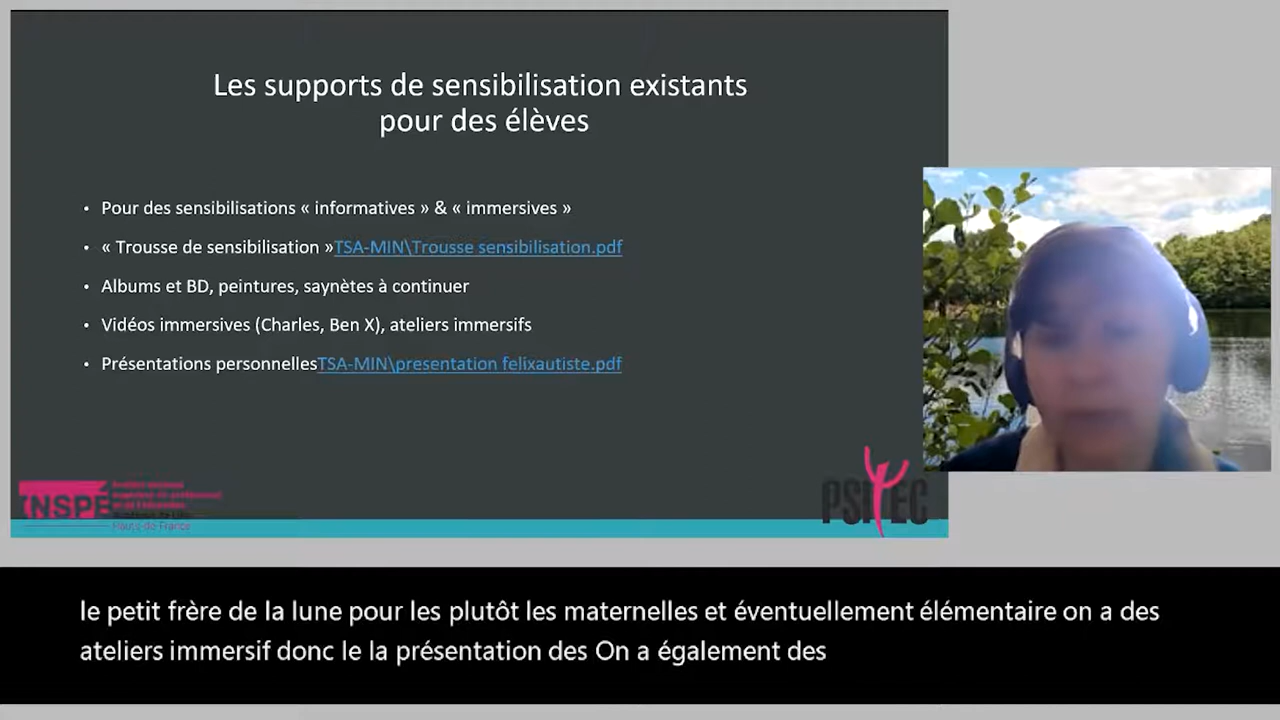 Les supports de sensibilisation existants
pour des élèves
• Pour des sensibilisations « informatives » & « immersives »
• « Trousse de sensibilisation »TSA-MIN\Trousse sensibilisation.pdf
• Albums et BD, peintures, saynètes à continuer
• Vidéos immersives (Charles, Ben X), ateliers immersifs
• Présentations personnellesTSA-MIN\presentation felixautiste.pdf
INSPE
Hauts-de-France
PSITEC
le petit frère de la lune pour les plutôt les maternelles et éventuellement élémentaire on a des
ateliers immersif donc le la présentation des On a également des